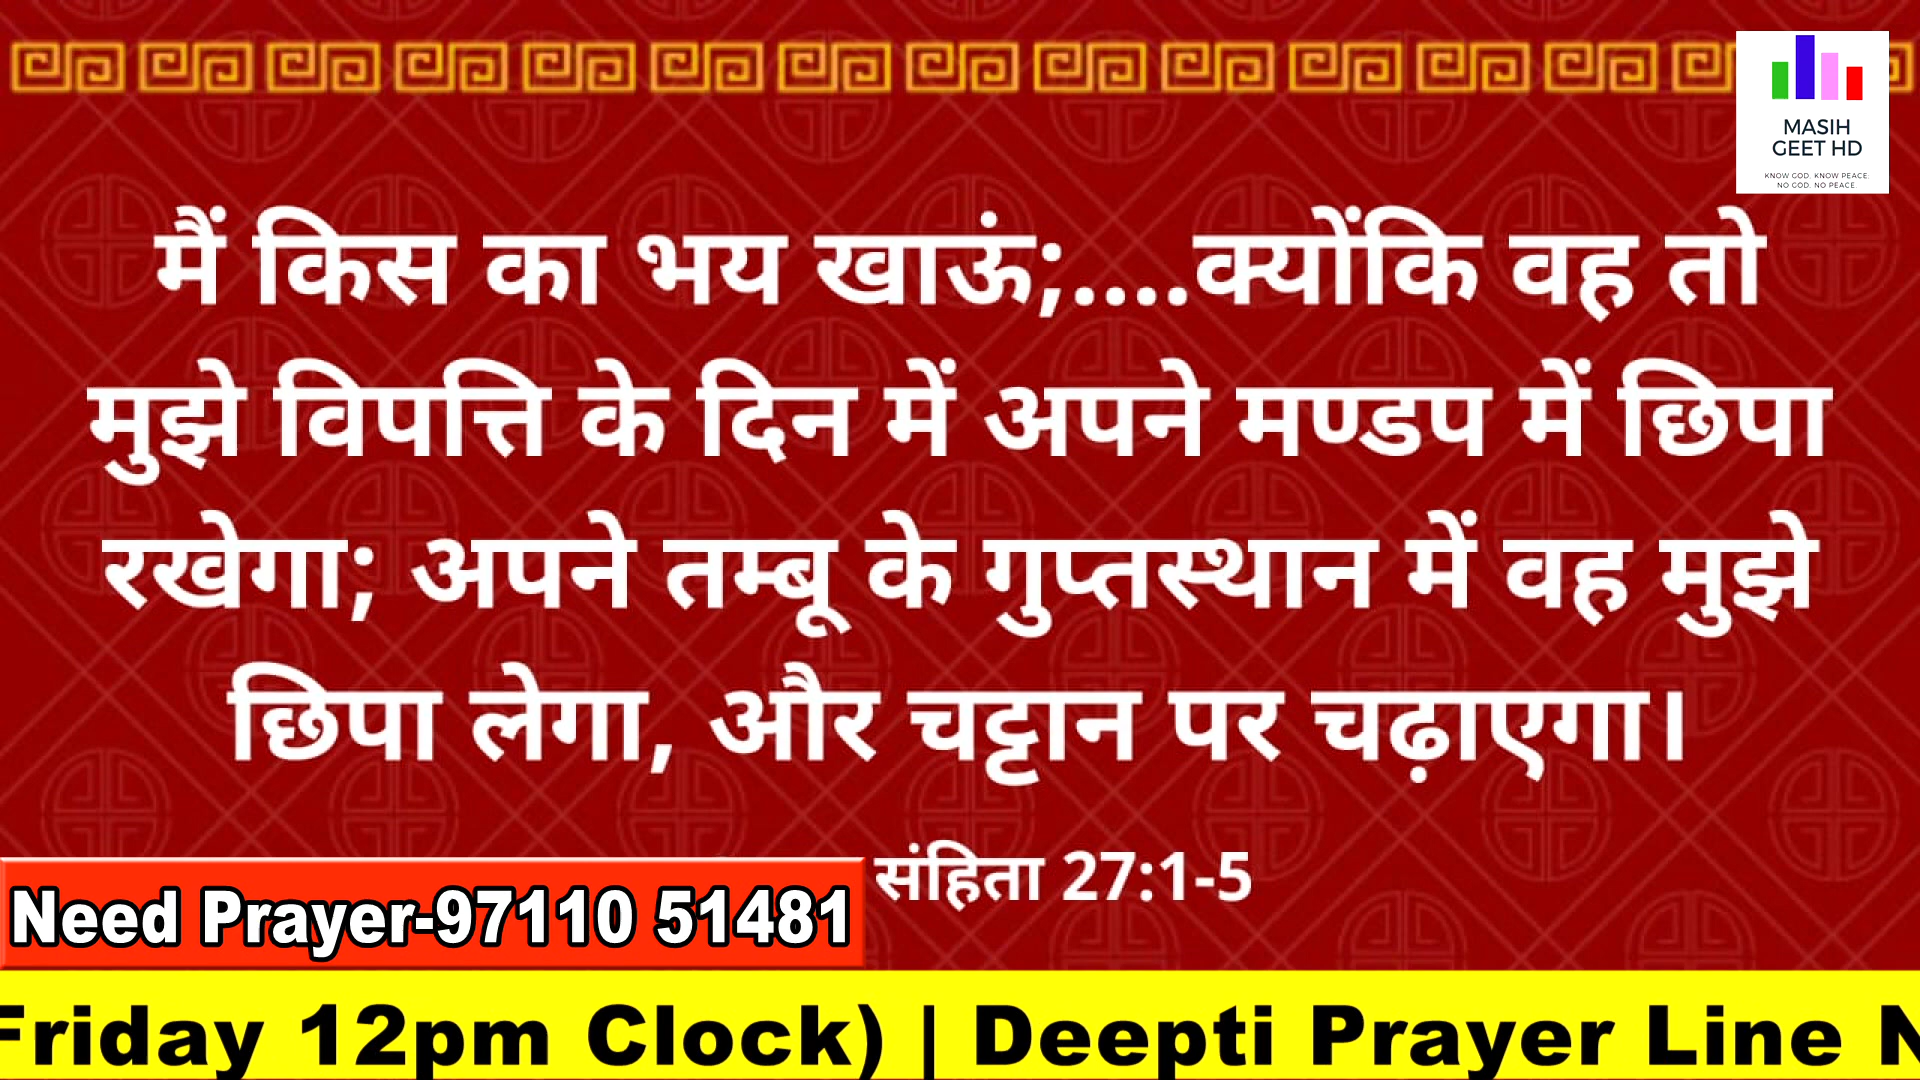 MASIH
GEET HD
KNOW GOD. KNOW PEACE.
NO GOD. NO PEACE.
मैं किस का भय खाऊं;....क्योंकि वह तो
मुझे विपत्ति के दिन में अपने मण्डप में छिपा
रखेगा; अपने तम्बू के गुप्तस्थान में वह मुझे
छिपा लेगा, और चट्टान पर चढ़ाएगा।
संहिता 27:1-5
Need Prayer-97110 51481
Friday 12pm Clock) | Deepti Prayer Line